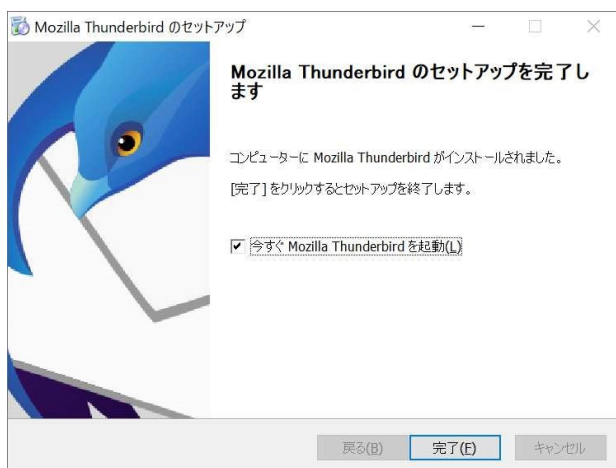 Mozilla Thunderbird のセットアップ
Mozilla Thunderbird のセットアップを完了し
ます
コンピューターに Mozilla Thunderbird がインストールされました。
[完了] をクリックするとセットアップを終了します。
今すぐ Mozilla Thunderbird を起動(L)
戻る(B) 完了(F) キャンセル